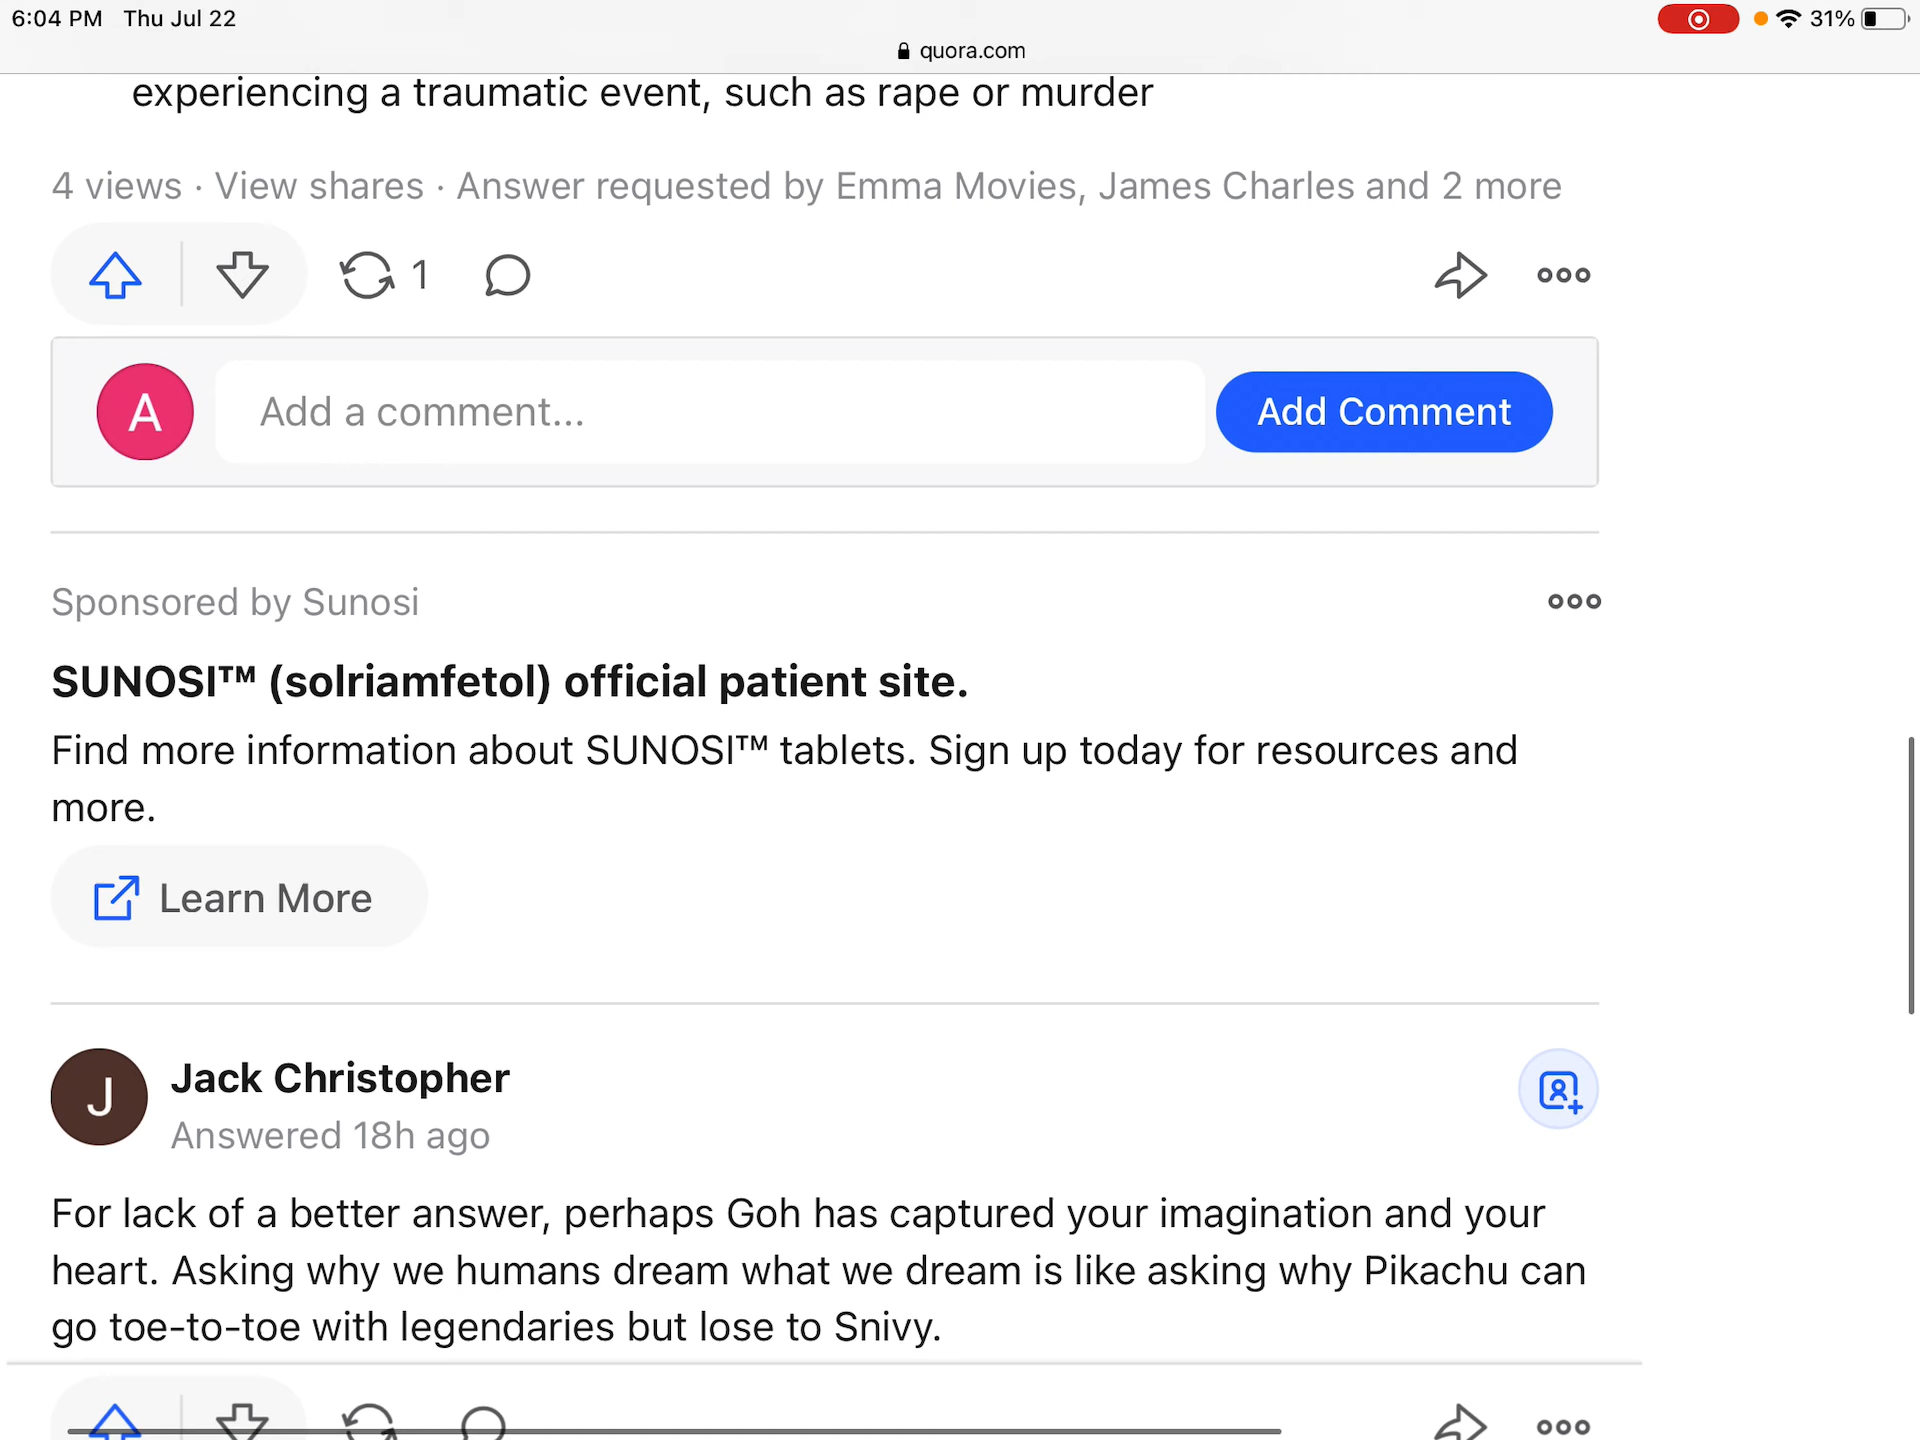 6:04 PM Thu Jul 22
31%
quora.com
experiencing a traumatic event, such as rape or murder
4 views · View shares · Answer requested by Emma Movies, James Charles and 2 more
1
A
Add a comment...
Add Comment
Sponsored by Sunosi
SUNOSI™ (solriamfetol) official patient site.
Find more information about SUNOSI™ tablets. Sign up today for resources and
more.
Learn More
J
Jack Christopher
Answered 18h ago
For lack of a better answer, perhaps Goh has captured your imagination and your
heart. Asking why we humans dream what we dream is like asking why Pikachu can
go toe-to-toe with legendaries but lose to Snivy.